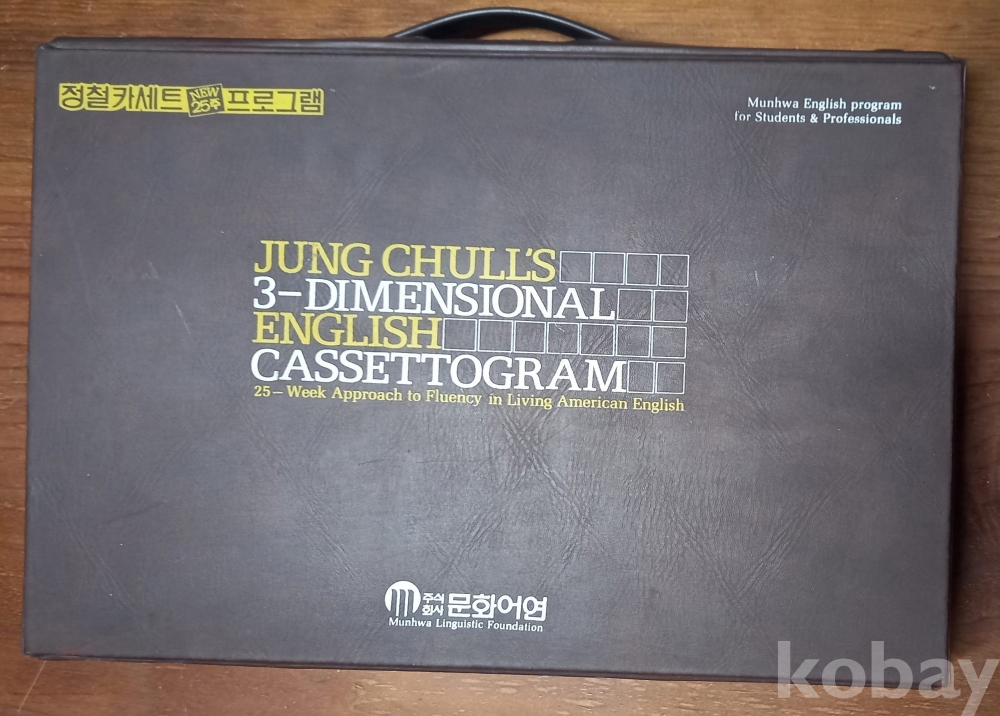 정철카세트 NEW 25주 프로그램
Munhwa English program
for Students & Professionals
JUNG CHULL'S
3-DIMENSIONAL
ENGLISH
CASSETTOGRAM
25-Week Approach to Fluency in Living American English
주식회사 문화어연
Munhwa Linguistic Foundation
kobay